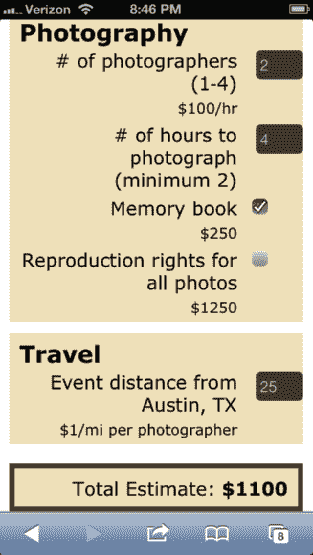 Verizon 8:46 PM
Photography
# of photographers 2
(1-4)
$100/hr
# of hours to 4
photograph
(minimum 2)
Memory book
$250
Reproduction rights for
all photos
$1250
Travel
Event distance from 25
Austin, TX
$1/mi per photographer
Total Estimate: $1100
8